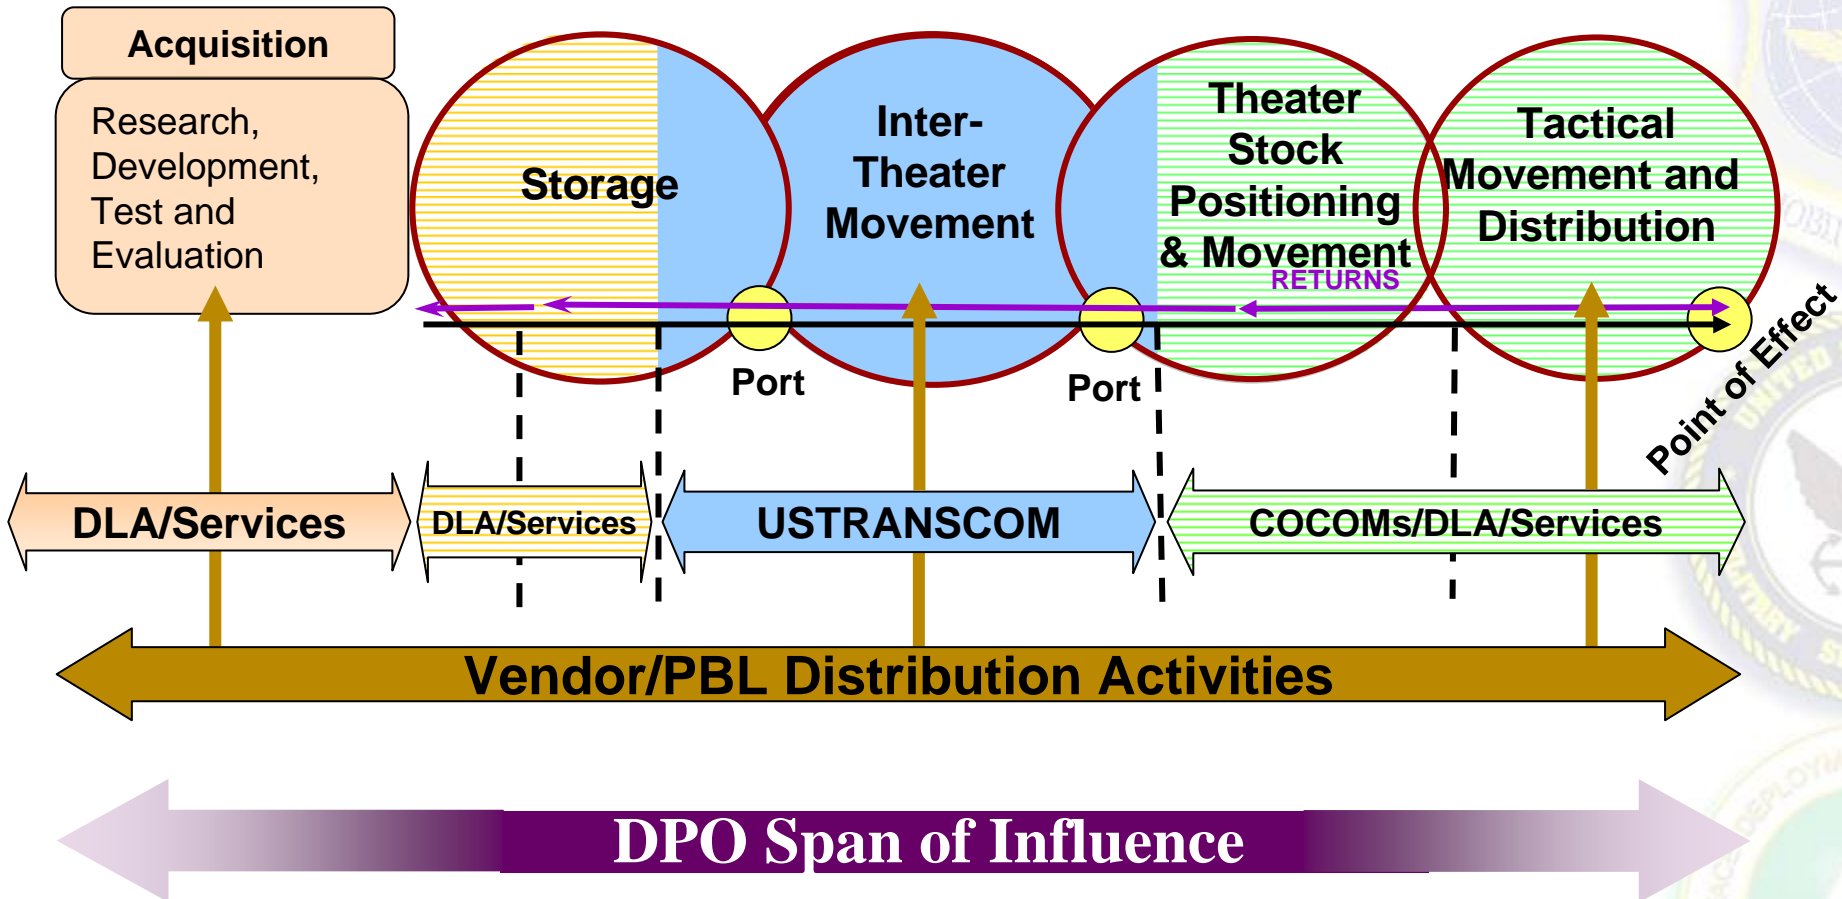 Acquisition
Research,
Development,
Test and
Evaluation
Storage
Inter-
Theater
Movement
Theater
Stock
Positioning
& Movement
RETURNS
Tactical
Movement and
Distribution
Port
Port
Point of Effect
DLA/Services
DLA/Services
USTRANSCOM
COCOMs/DLA/Services
Vendor/PBL Distribution Activities
DPO Span of Influence